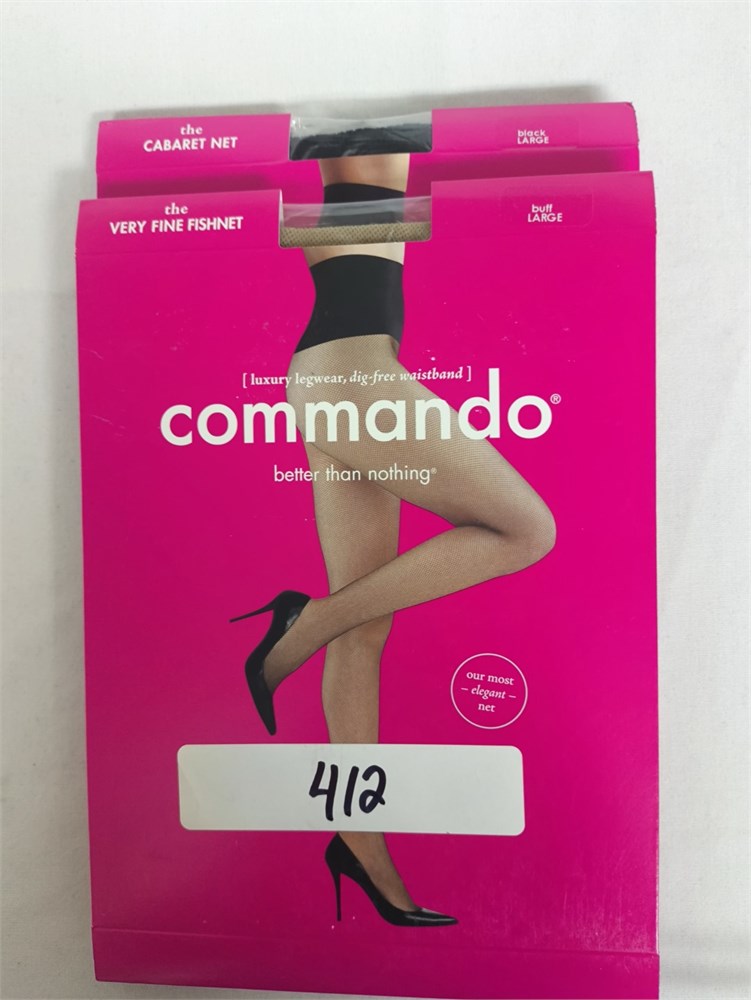 the
CABARET NET
black
LARGE
the
VERY FINE FISHNET
buff
LARGE
[ luxury legwear, dig-free waistband ]
commando®
better than nothing®
our most
– elegant –
net
412